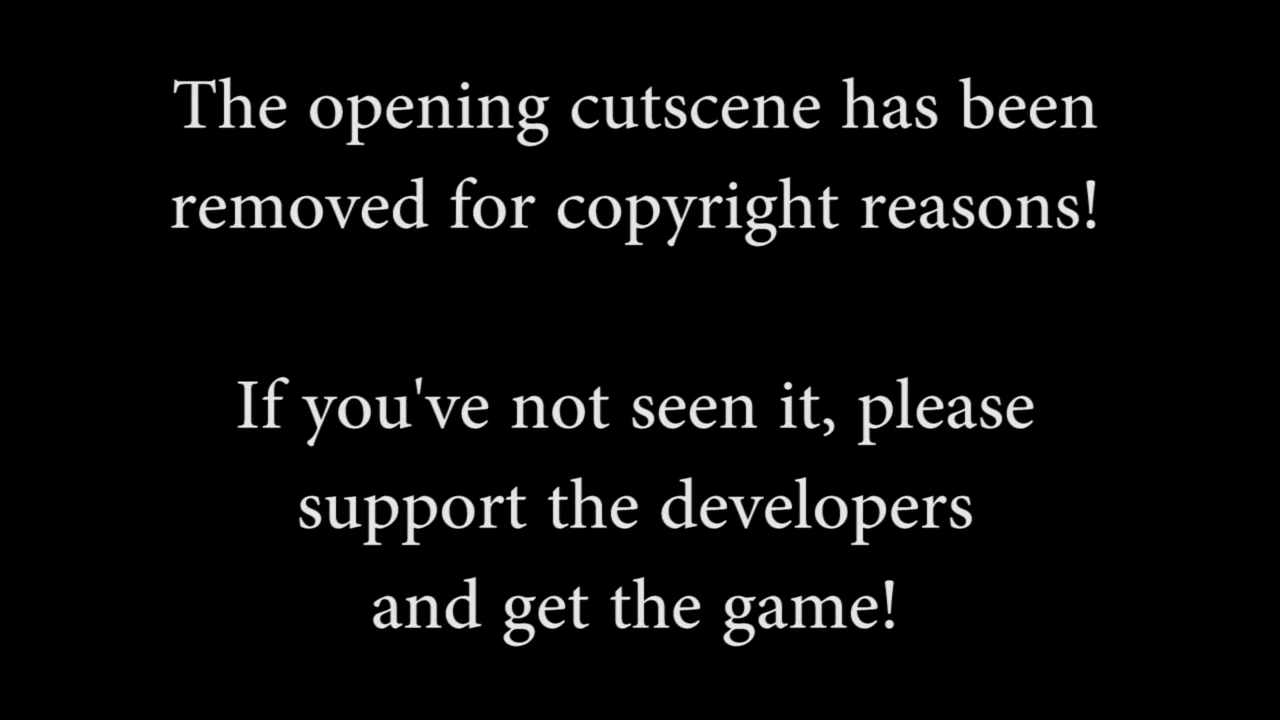 The opening cutscene has been
removed for copyright reasons!
If you've not seen it, please
support the developers
and get the game!